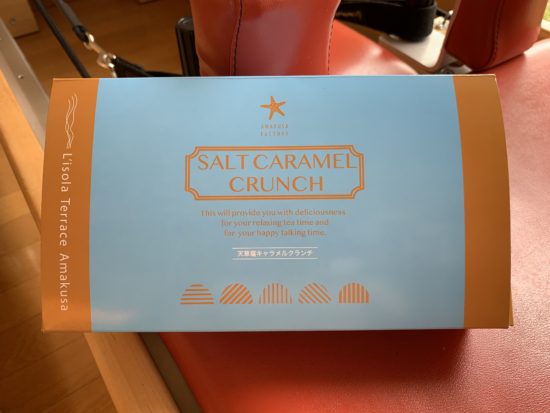 AMAKUSA
FACTORY
SALT CARAMEL
CRUNCH
This will provide you with deliciousness
for your relaxing tea time and
for your happy talking time.
天草塩キャラメルクランチ
L'isola Terrace Amakusa